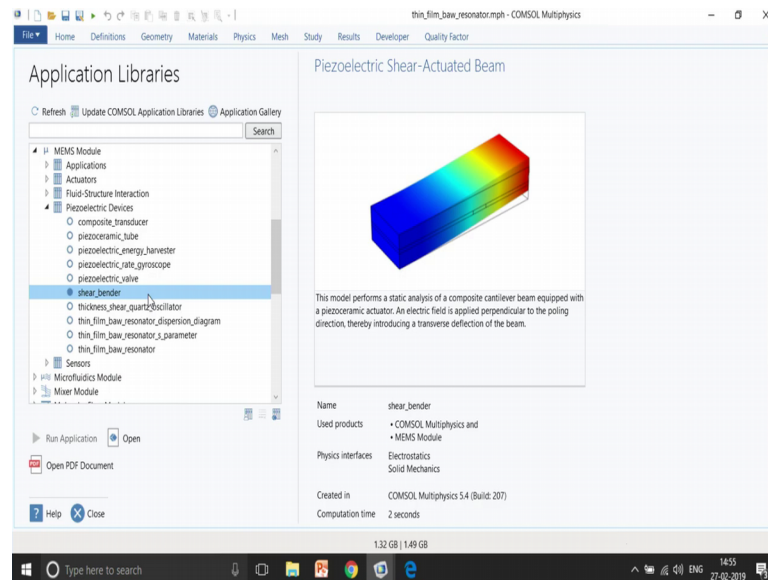 thin_film_baw_resonator.mph - COMSOL Multiphysics
File Home Definitions Geometry Materials Physics Mesh Study Results Developer Quality Factor
Application Libraries
Refresh Update COMSOL Application Libraries Application Gallery
Search
MEMS Module
Applications
Actuators
Fluid-Structure Interaction
Piezoelectric Devices
composite_transducer
piezoceramic_tube
piezoelectric_energy_harvester
piezoelectric_rate_gyroscope
piezoelectric_valve
shear_bender
thickness_shear_quartz_oscillator
thin_film_baw_resonator_dispersion_diagram
thin_film_baw_resonator_s_parameter
thin_film_baw_resonator
Sensors
Microfluidics Module
Mixer Module
Run Application Open
PDF Open PDF Document
? Help Close
Piezoelectric Shear-Actuated Beam
This model performs a static analysis of a composite cantilever beam equipped with
a piezoceramic actuator. An electric field is applied perpendicular to the poling
direction, thereby introducing a transverse deflection of the beam.
Name shear_bender
Used products • COMSOL Multiphysics and
• MEMS Module
Physics interfaces Electrostatics
Solid Mechanics
Created in COMSOL Multiphysics 5.4 (Build: 207)
Computation time 2 seconds
1.32 GB | 1.49 GB
Type here to search
ENG
14:55
27-02-2019